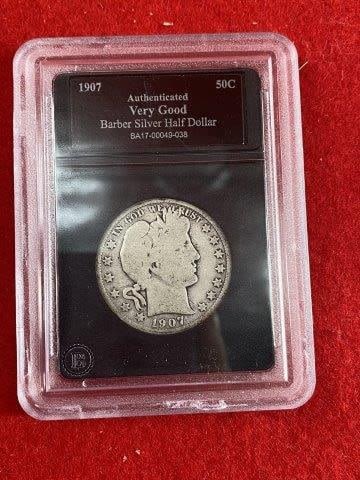 1907 50C
Authenticated
Very Good
Barber Silver Half Dollar
BA17-00049-038
IN GOD WE TRUST
1907